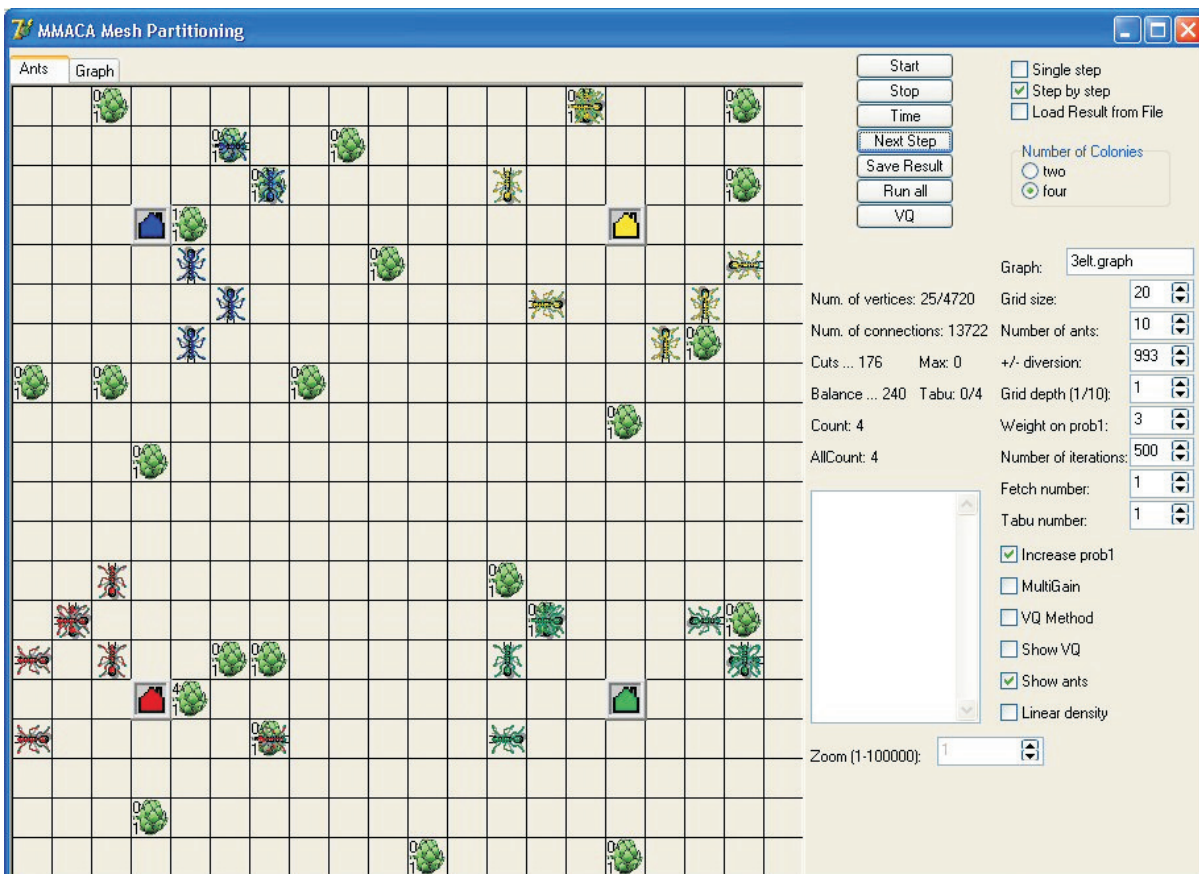 MMACA Mesh Partitioning
Ants
Graph
Start
Stop
Time
Next Step
Save Result
Run all
VQ
Single step
Step by step
Load Result from File
Number of Colonies
two
four
Graph: 3elt.graph
Num. of vertices: 25/4720
Grid size: 20
Num. of connections: 13722
Number of ants: 10
Cuts ... 176 Max: 0
+/- diversion: 993
Balance ... 240 Tabu: 0/4
Grid depth (1/10): 1
Count: 4
Weight on prob1: 3
AllCount: 4
Number of iterations: 500
Fetch number: 1
Tabu number: 1
Increase prob1
MultiGain
VQ Method
Show VQ
Show ants
Linear density
Zoom (1-100000): 1